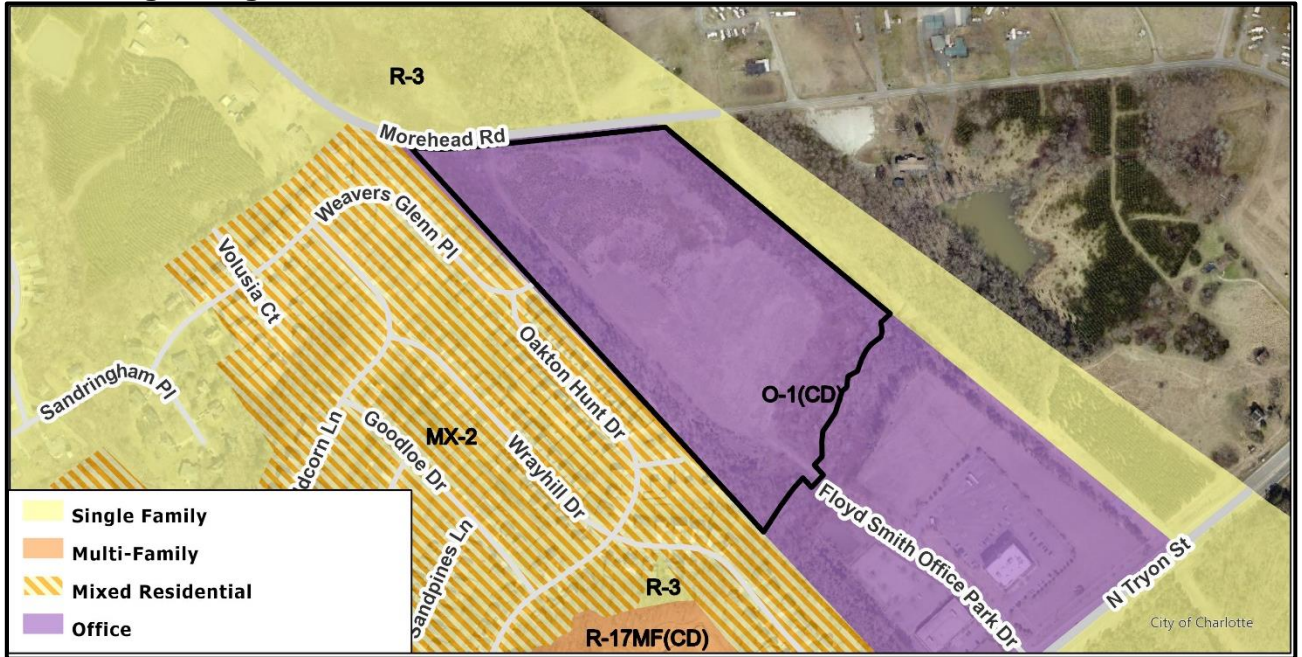 R-3
Morehead Rd
Weavers Glenn Pl
Volusia Ct
Oakton Hunt Dr
Sandringham Pl
O-1(CD)
MX-2
Goodloe Dr
Wrayhill Dr
Floyd Smith Office Park Dr
N Tryon St
Sandpines Ln
R-3
R-17MF(CD)
Single Family
Multi-Family
Mixed Residential
Office
City of Charlotte